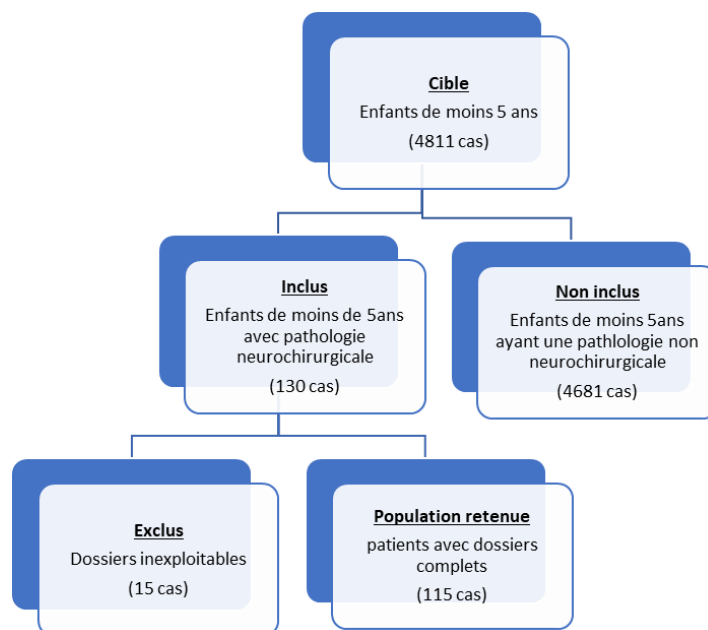 Cible
Enfants de moins 5 ans
(4811 cas)
Inclus
Enfants de moins de 5ans
avec pathologie
neurochirurgicale
(130 cas)
Non inclus
Enfants de moins 5ans
ayant une pathlologie non
neurochirurgicale
(4681 cas)
Exclus
Dossiers inexploitables
(15 cas)
Population retenue
patients avec dossiers
complets
(115 cas)